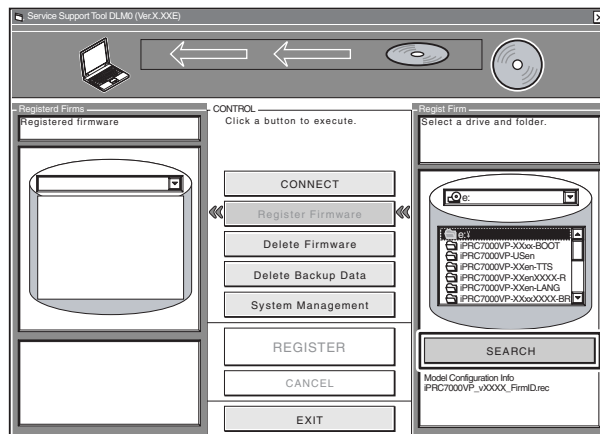 Service Support Tool DLM0 (Ver.X.XXE)
Registerd Firms
Registered firmware
CONTROL
Click a button to execute.
CONNECT
Register Firmware
Delete Firmware
Delete Backup Data
System Management
REGISTER
CANCEL
EXIT
Regist Firm
Select a drive and folder.
e:
e:¥
iPRC7000VP-XXxx-BOOT
iPRC7000VP-USen
iPRC7000VP-XXen-TTS
iPRC7000VP-XXenXXXX-R
iPRC7000VP-XXen-LANG
iPRC7000VP-XXxxXXXX-BR
SEARCH
Model Configuration Info
iPRC7000VP_vXXXX_FirmID.rec